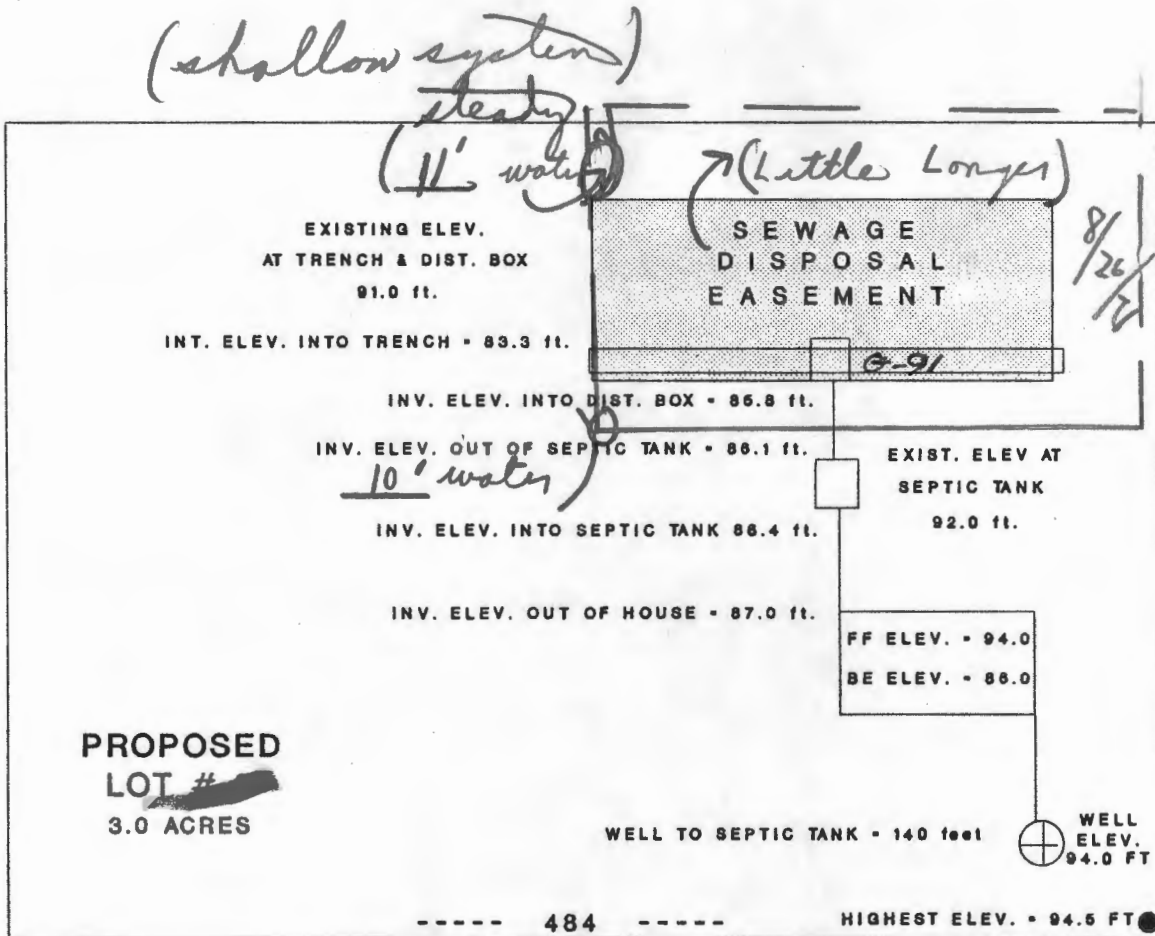 (shallow system)
steady
(11' water
(Little Longer)
EXISTING ELEV.
AT TRENCH & DIST. BOX
91.0 ft.
SEWAGE
DISPOSAL
EASEMENT
INT. ELEV. INTO TRENCH = 83.3 ft.
G-91
INV. ELEV. INTO DIST. BOX = 85.8 ft.
INV. ELEV. OUT OF SEPTIC TANK = 86.1 ft.
10' water
EXIST. ELEV AT
SEPTIC TANK
92.0 ft.
INV. ELEV. INTO SEPTIC TANK 86.4 ft.
INV. ELEV. OUT OF HOUSE = 87.0 ft.
FF ELEV. = 94.0
BE ELEV. = 86.0
PROPOSED
LOT #
3.0 ACRES
WELL TO SEPTIC TANK = 140 feet
WELL
ELEV.
94.0 FT
----- 484 -----
HIGHEST ELEV. = 94.5 FT